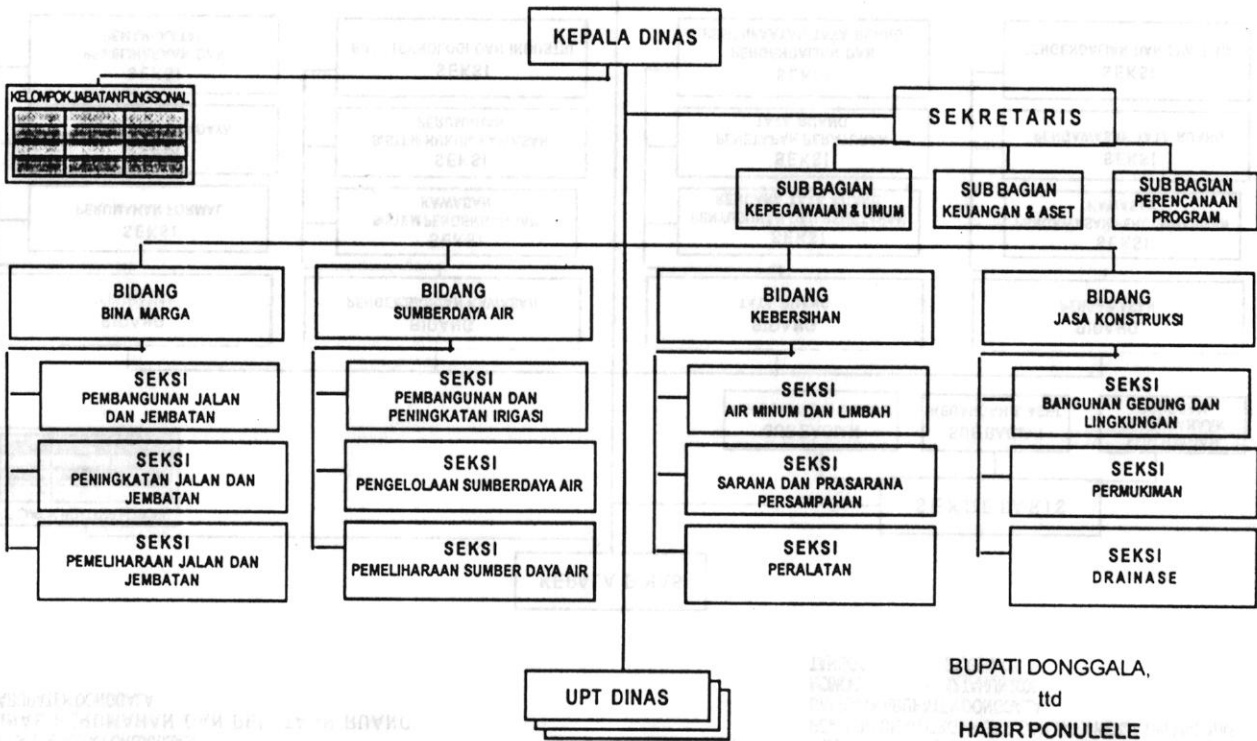 KEPALA DINAS
KELOMPOK JABATAN FUNGSIONAL
SEKRETARIS
SUB BAGIAN
KEPEGAWAIAN & UMUM
SUB BAGIAN
KEUANGAN & ASET
SUB BAGIAN
PERENCANAAN
PROGRAM
BIDANG
BINA MARGA
BIDANG
SUMBERDAYA AIR
BIDANG
KEBERSIHAN
BIDANG
JASA KONSTRUKSI
SEKSI
PEMBANGUNAN JALAN
DAN JEMBATAN
SEKSI
PENINGKATAN JALAN DAN
JEMBATAN
SEKSI
PEMELIHARAAN JALAN DAN
JEMBATAN
SEKSI
PEMBANGUNAN DAN
PENINGKATAN IRIGASI
SEKSI
PENGELOLAAN SUMBERDAYA AIR
SEKSI
PEMELIHARAAN SUMBER DAYA AIR
SEKSI
AIR MINUM DAN LIMBAH
SEKSI
SARANA DAN PRASARANA
PERSAMPAHAN
SEKSI
PERALATAN
SEKSI
BANGUNAN GEDUNG DAN
LINGKUNGAN
SEKSI
PERMUKIMAN
SEKSI
DRAINASE
UPT DINAS
BUPATI DONGGALA,
ttd
HABIR PONULELE